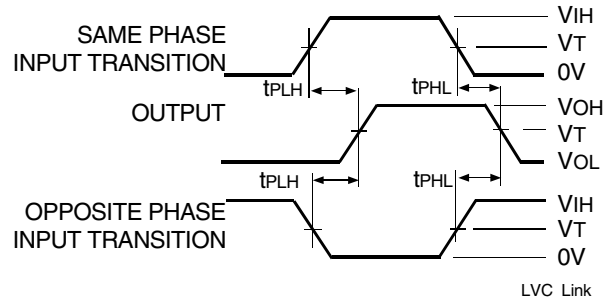 VIH
SAME PHASE
INPUT TRANSITION
VT
0V
tPLH
tPHL
OUTPUT
VOH
VT
VOL
tPLH
tPHL
OPPOSITE PHASE
INPUT TRANSITION
VIH
VT
0V
LVC Link